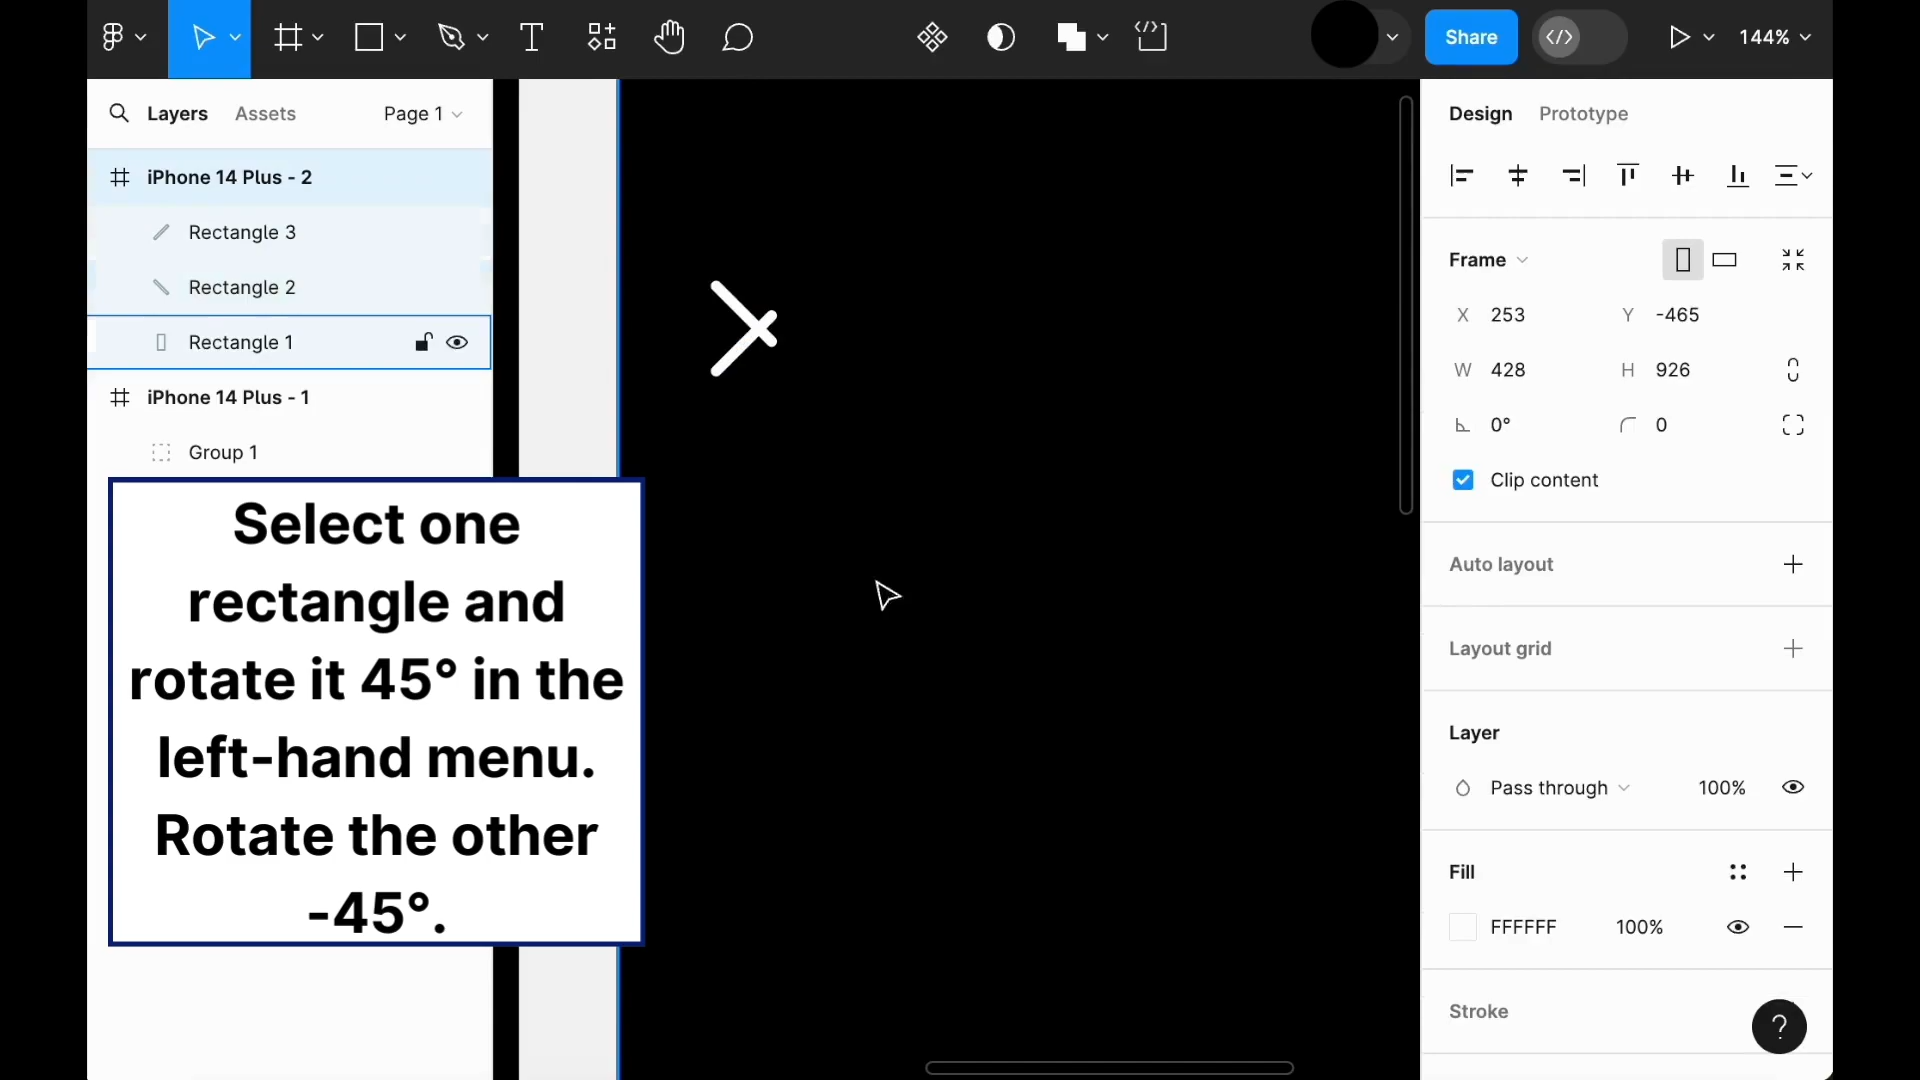 Share
144%
Layers
Assets
Page 1
iPhone 14 Plus - 2
Rectangle 3
Rectangle 2
Rectangle 1
iPhone 14 Plus - 1
Group 1
Select one
rectangle and
rotate it 45° in the
left-hand menu.
Rotate the other
-45°.
Design
Prototype
Frame
X 253
Y -465
W 428
H 926
0°
0
Clip content
Auto layout
Layout grid
Layer
Pass through
100%
Fill
FFFFFF
100%
Stroke
?